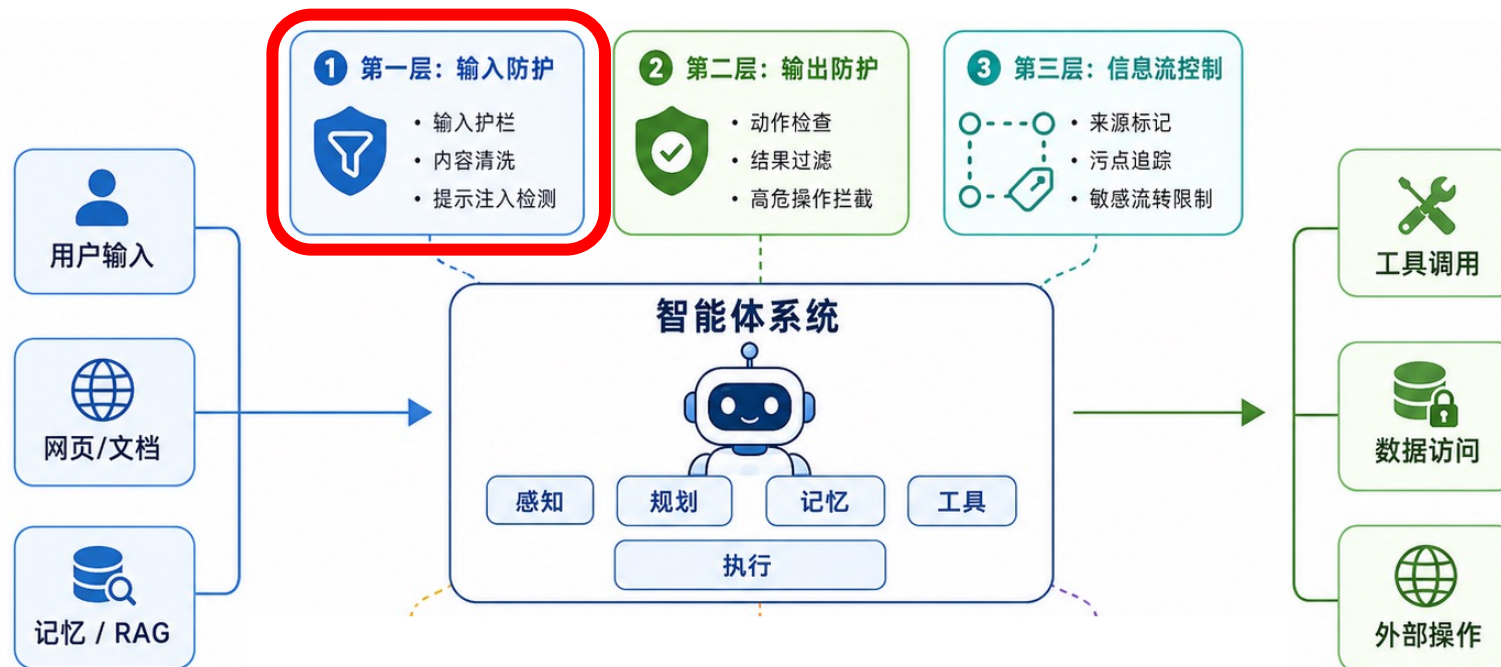 1 第一层：输入防护
• 输入护栏
• 内容清洗
• 提示注入检测
2 第二层：输出防护
• 动作检查
• 结果过滤
• 高危操作拦截
3 第三层：信息流控制
• 来源标记
• 污点追踪
• 敏感流转限制
用户输入
网页/文档
记忆 / RAG
智能体系统
感知
规划
记忆
工具
执行
工具调用
数据访问
外部操作